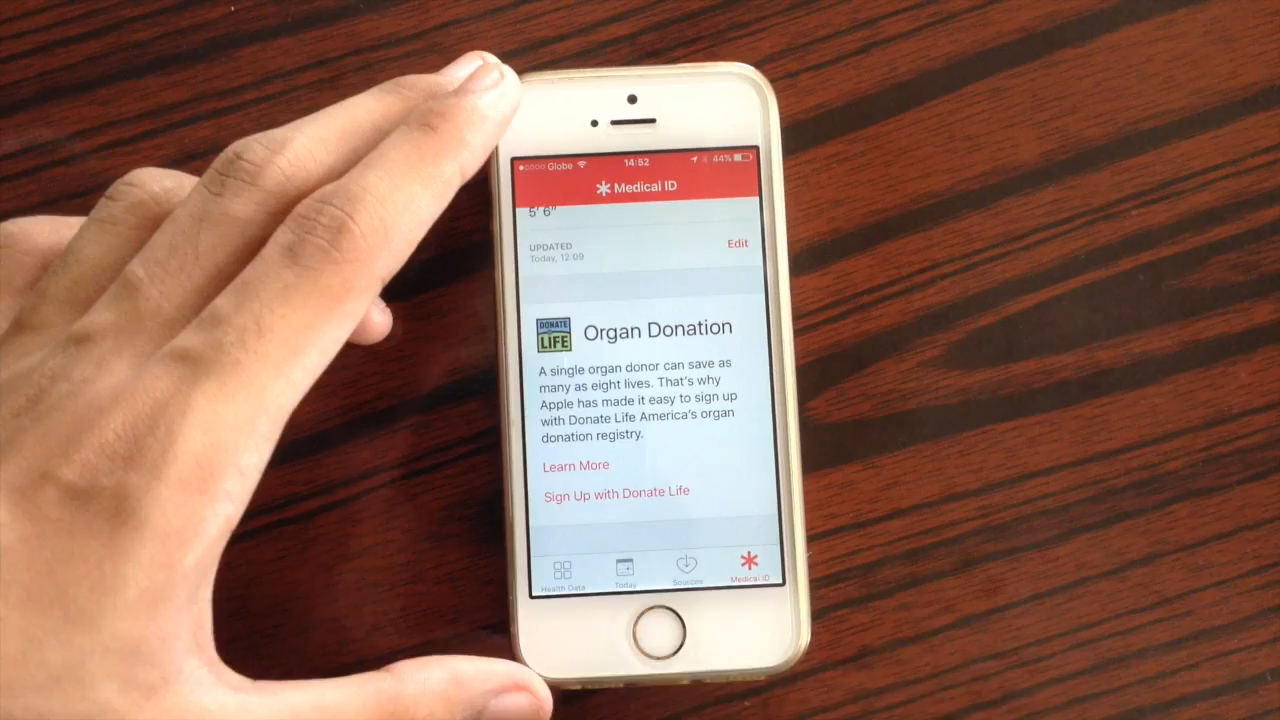 Globe 14:52 44%
Medical ID
5' 6"
UPDATED
Today, 12:09
Edit
DONATE
LIFE
Organ Donation
A single organ donor can save as
many as eight lives. That's why
Apple has made it easy to sign up
with Donate Life America's organ
donation registry.
Learn More
Sign Up with Donate Life
Health Data Today Sources Medical ID